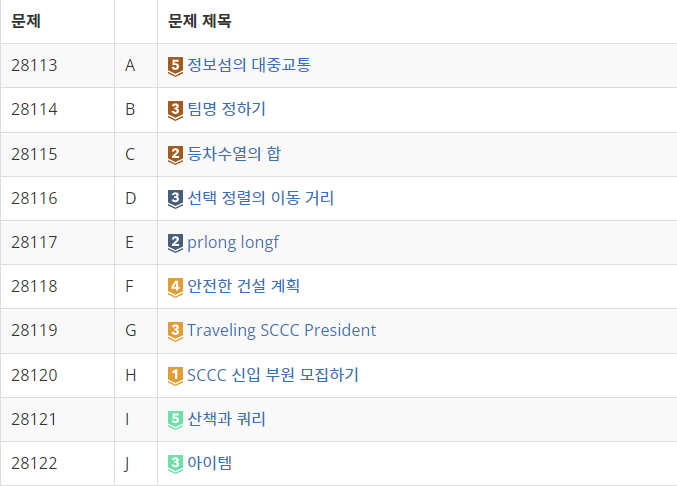 문제 문제 제목
28113 A 5 정보섬의 대중교통
28114 B 3 팀명 정하기
28115 C 2 등차수열의 합
28116 D 3 선택 정렬의 이동 거리
28117 E 2 prlong longf
28118 F 4 안전한 건설 계획
28119 G 3 Traveling SCCC President
28120 H 1 SCCC 신입 부원 모집하기
28121 I 5 산책과 쿼리
28122 J 3 아이템